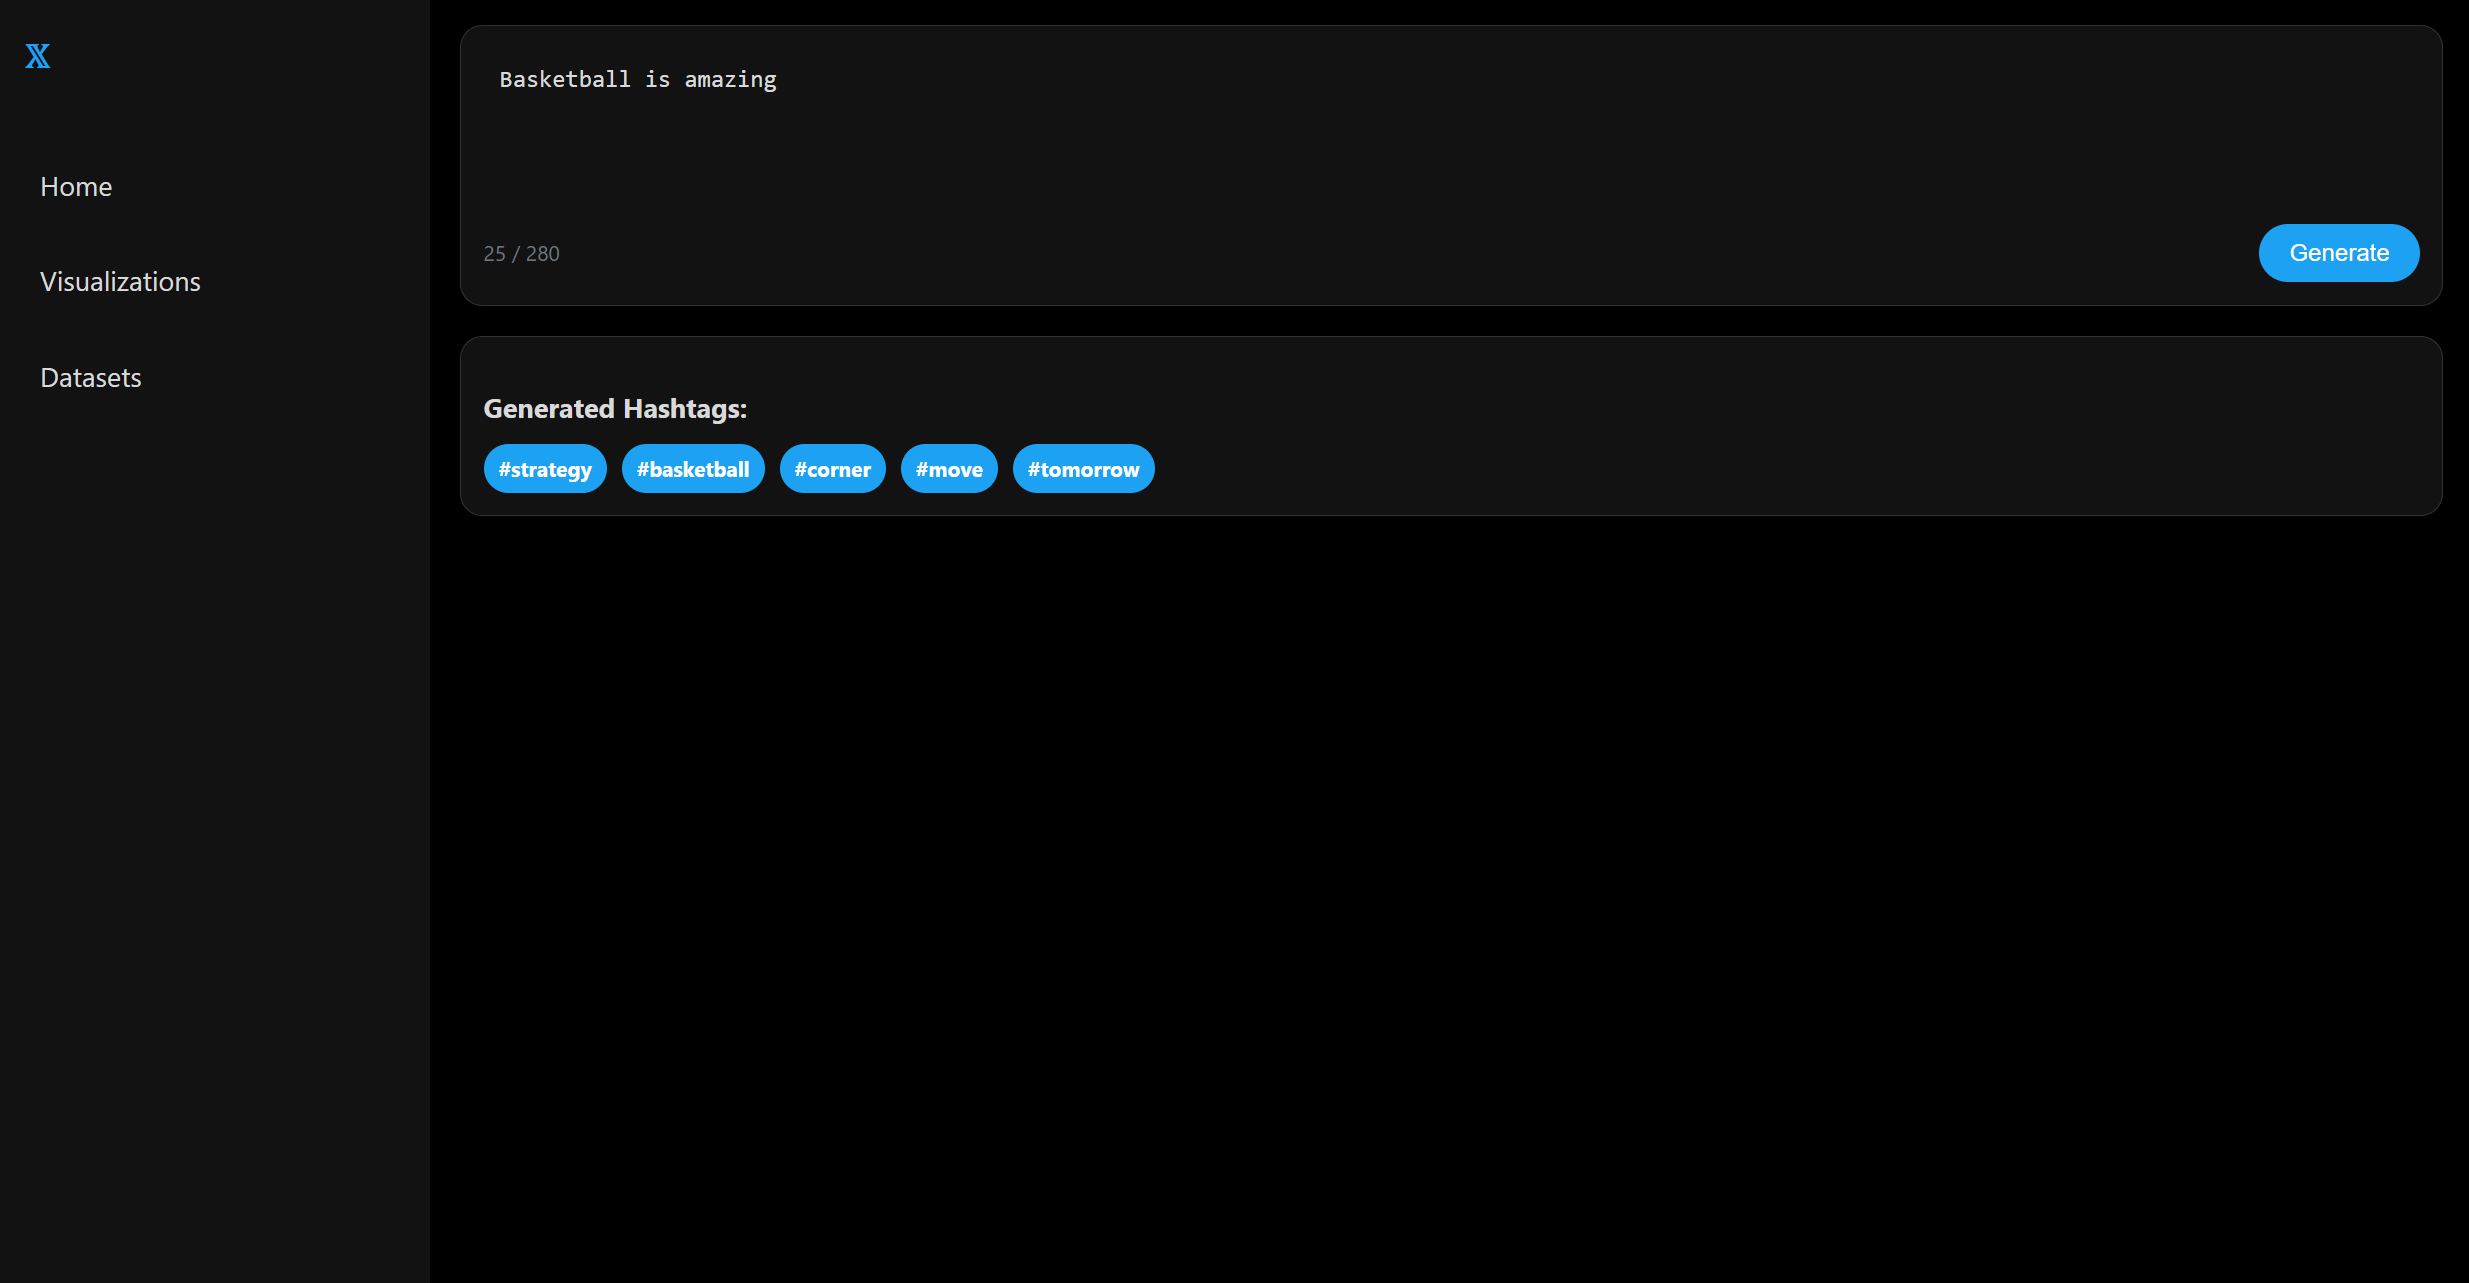 𝕏
Home
Visualizations
Datasets
Basketball is amazing
25 / 280
Generate
Generated Hashtags:
#strategy #basketball #corner #move #tomorrow